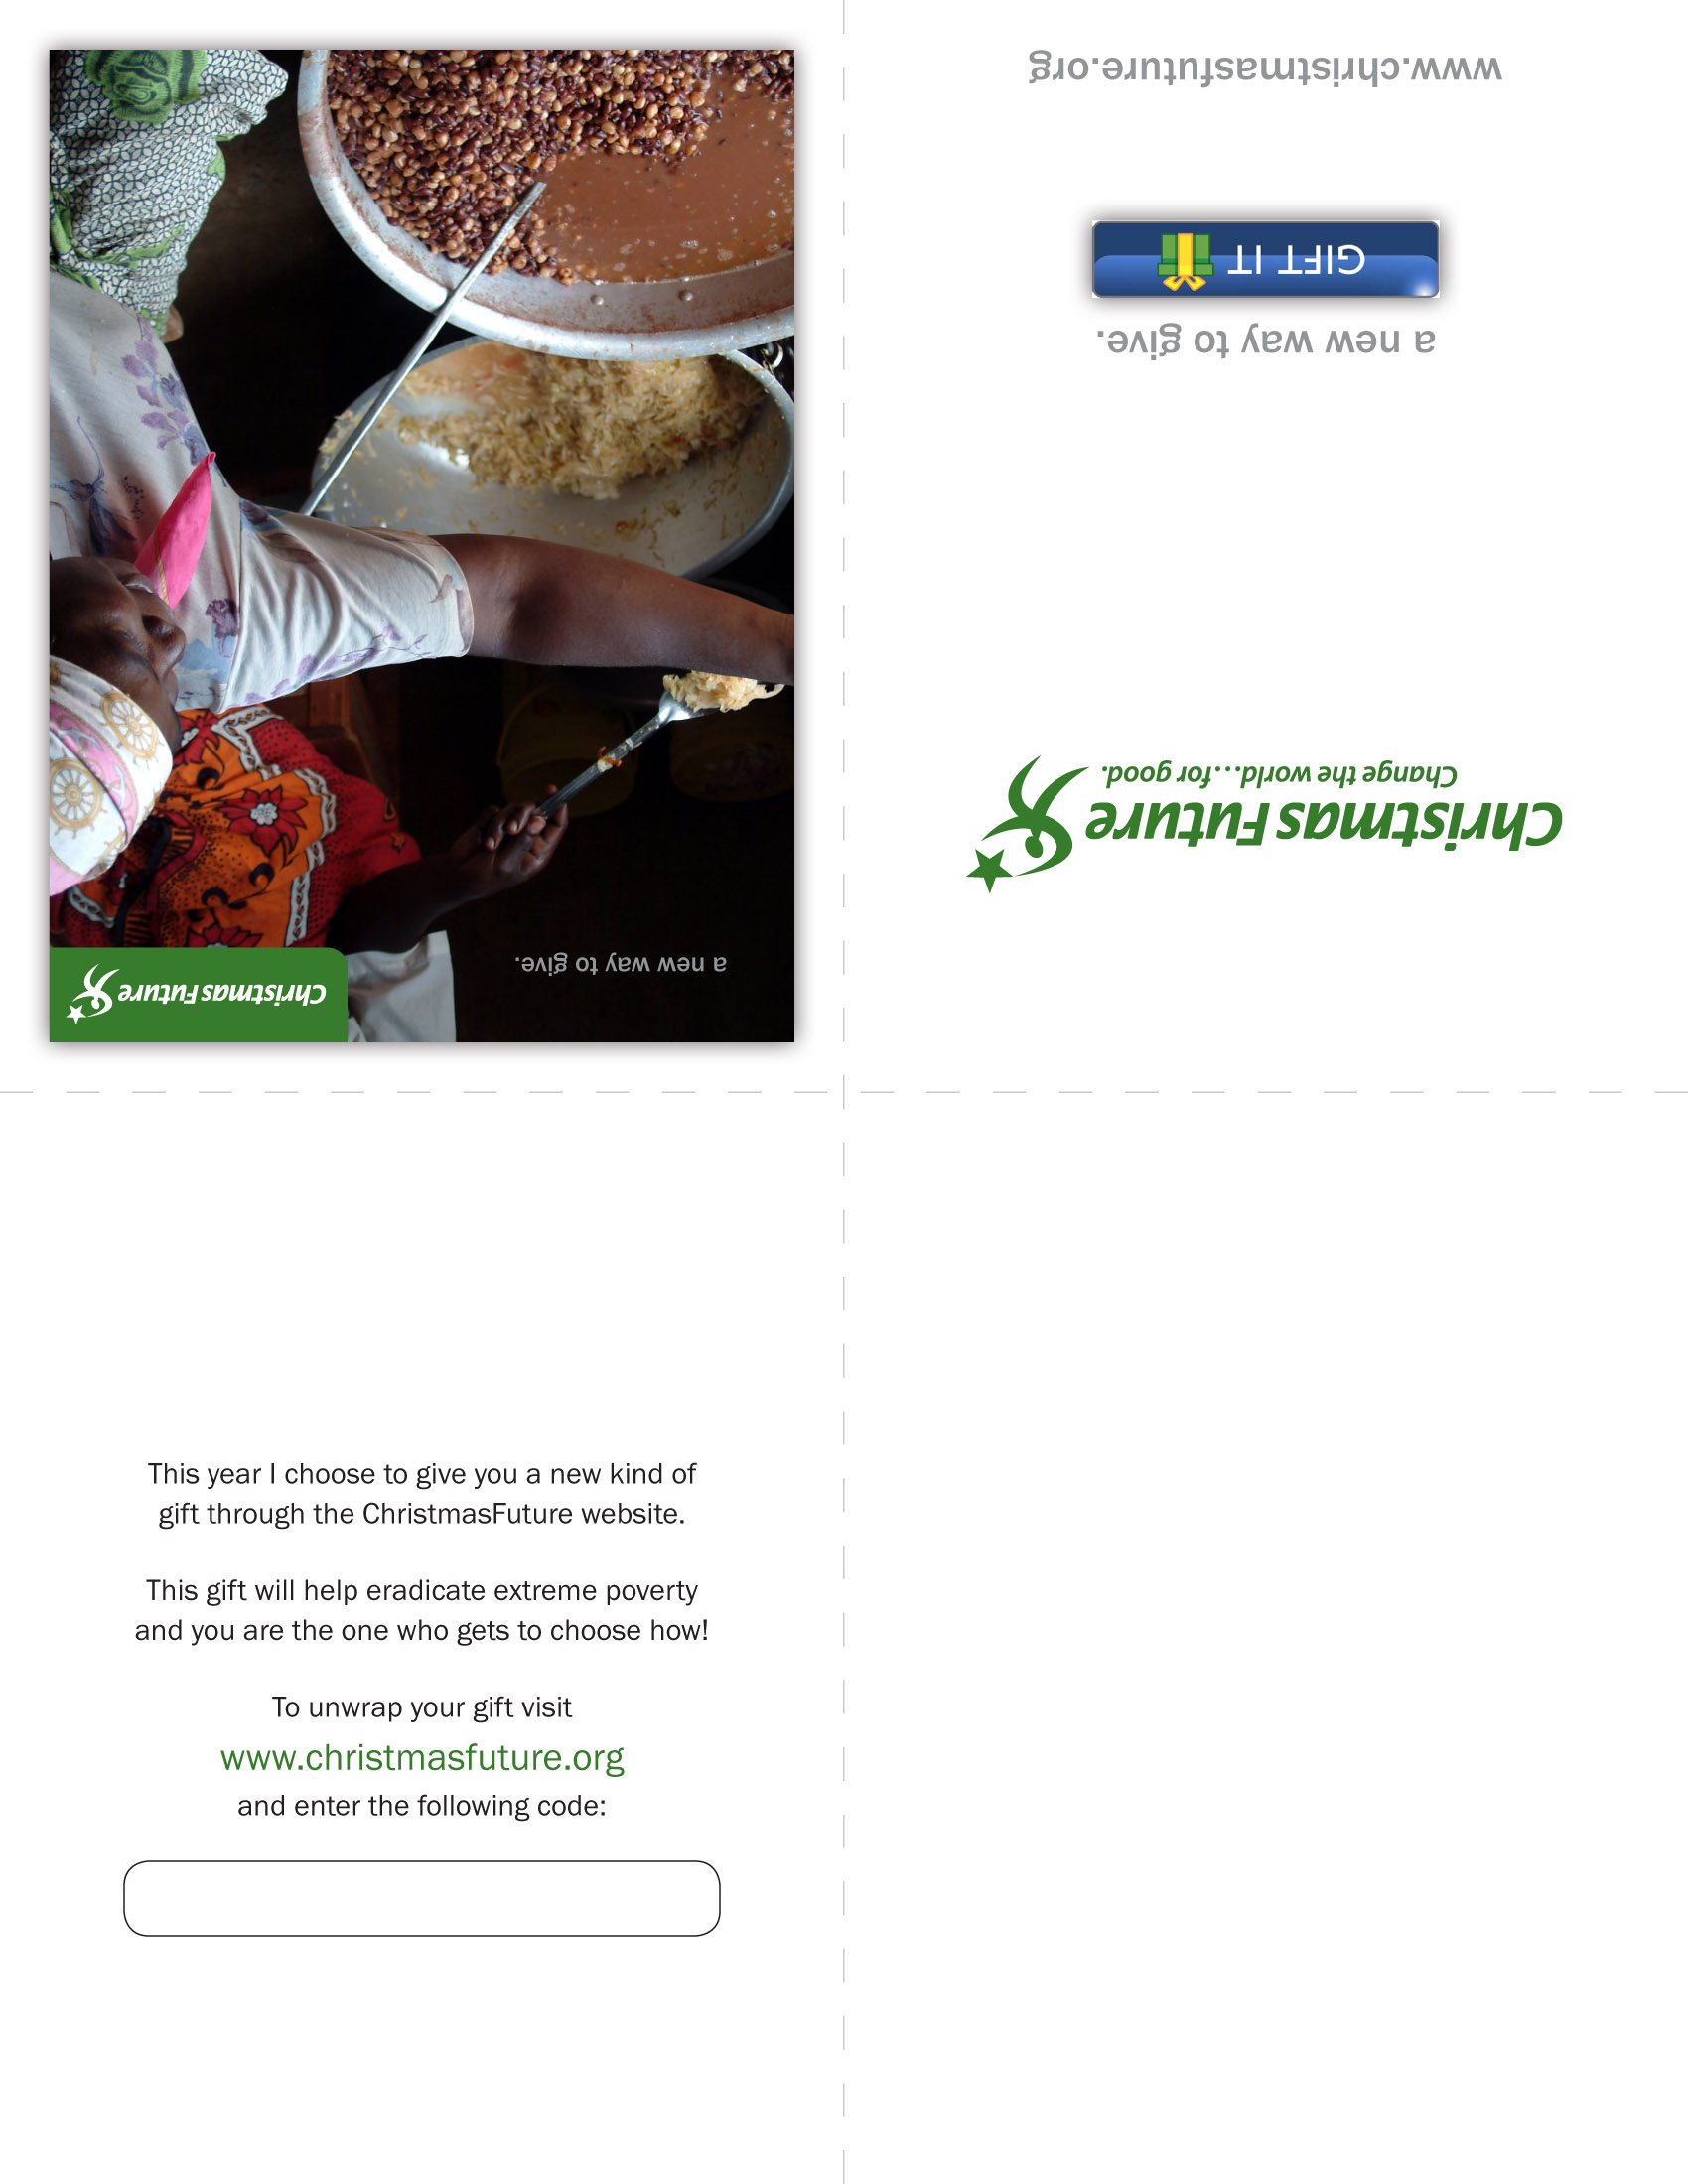 a new way to give.
ChristmasFuture
www.christmasfuture.org
GIFT IT
a new way to give.
Change the world...for good.
ChristmasFuture
This year I choose to give you a new kind of
gift through the ChristmasFuture website.
This gift will help eradicate extreme poverty
and you are the one who gets to choose how!
To unwrap your gift visit
www.christmasfuture.org
and enter the following code: